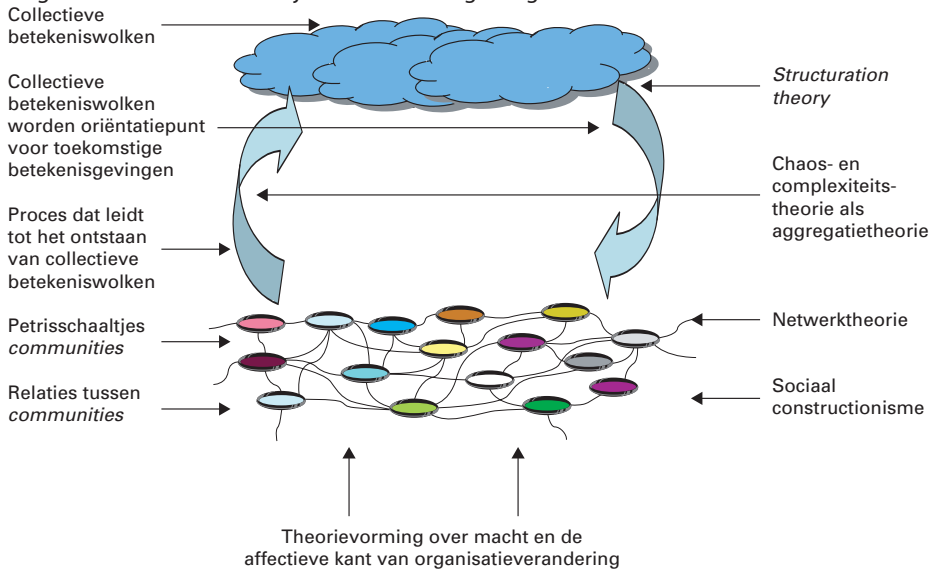 Collectieve
betekeniswolken
Collectieve
betekeniswolken
worden oriëntatiepunt
voor toekomstige
betekenisgevingen
Proces dat leidt
tot het ontstaan
van collectieve
betekeniswolken
Petrisschaaltjes
communities
Relaties tussen
communities
Structuration
theory
Chaos- en
complexiteits-
theorie als
aggregatietheorie
Netwerktheorie
Sociaal
constructionisme
Theorievorming over macht en de
affectieve kant van organisatieverandering